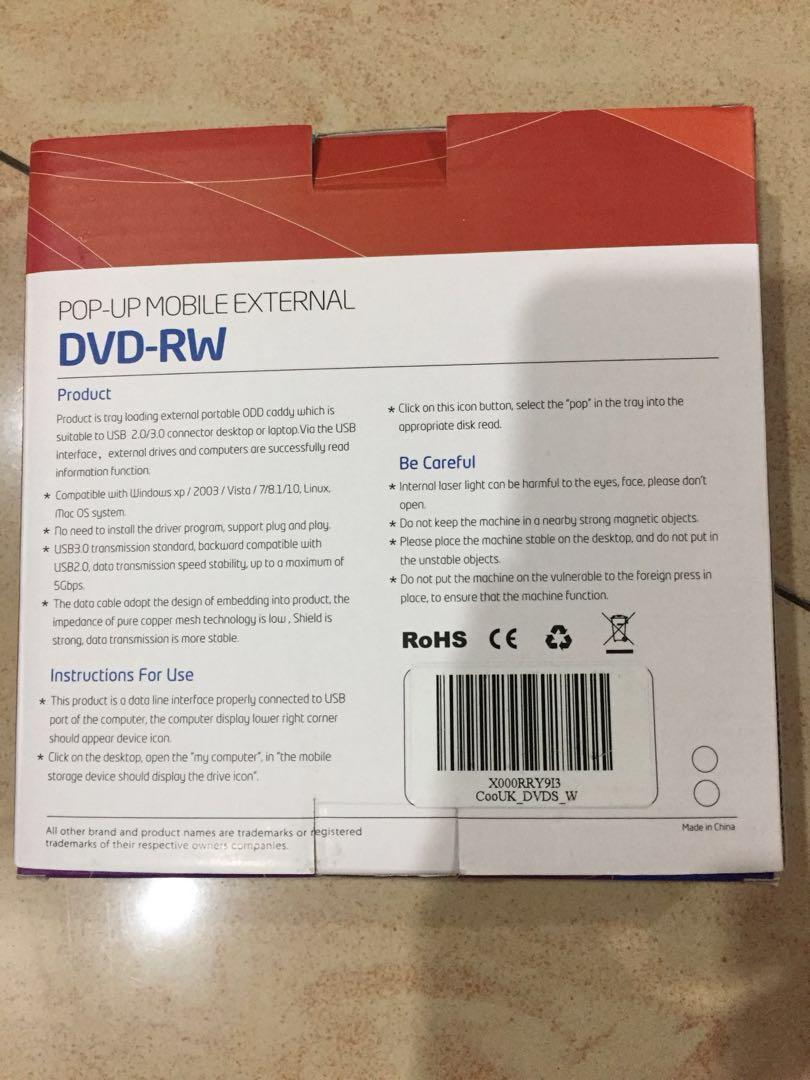 POP-UP MOBILE EXTERNAL
DVD-RW
Product
Product is tray loading external portable ODD caddy which is
suitable to USB 2.0/3.0 connector desktop or laptop.Via the USB
interface, external drives and computers are successfully read
information function.
* Compatible with Windows xp / 2003 / Vista / 7/8.1/10, Linux,
Mac OS system.
* No need to install the driver program, support plug and play.
* USB3.0 transmission standard, backward compatible with
USB2.0, data transmission speed stability, up to a maximum of
5Gbps.
* The data cable adopt the design of embedding into product, the
impedance of pure copper mesh technology is low , Shield is
strong, data transmission is more stable.
Instructions For Use
* This product is a data line interface properly connected to USB
port of the computer, the computer display lower right corner
should appear device icon.
* Click on the desktop, open the "my computer", in "the mobile
storage device should display the drive icon".
* Click on this icon button, select the "pop" in the tray into the
appropriate disk read.
Be Careful
* Internal laser light can be harmful to the eyes, face, please don't
open.
* Do not keep the machine in a nearby strong magnetic objects.
* Please place the machine stable on the desktop, and do not put in
the unstable objects.
* Do not put the machine on the vulnerable to the foreign press in
place, to ensure that the machine function.
RoHS CE
X000RRY9I3
CooUK_DVDS_W
All other brand and product names are trademarks or registered
trademarks of their respective owners companies.
Made in China